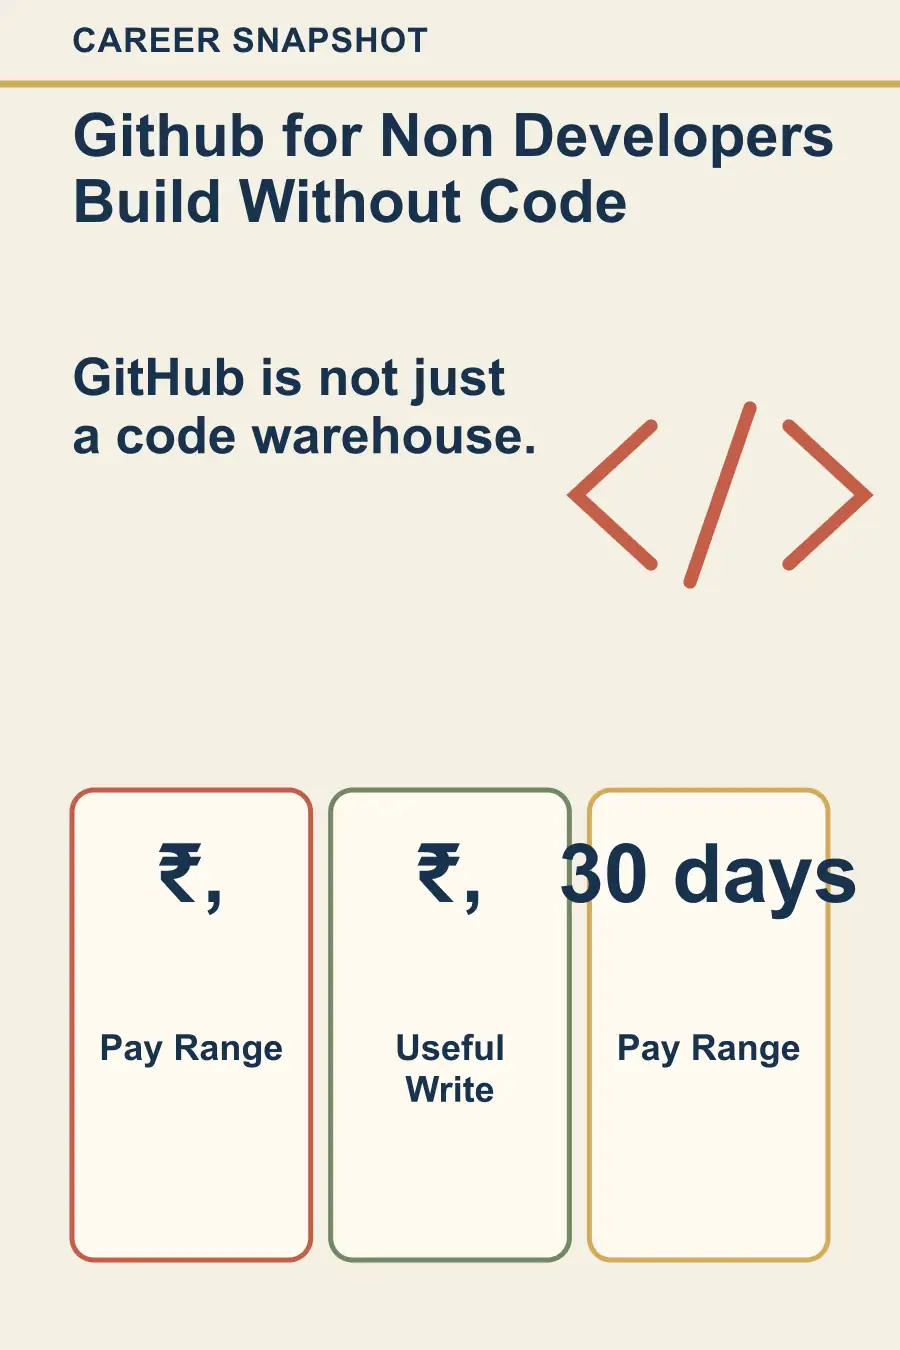 CAREER SNAPSHOT
Github for Non Developers
Build Without Code
GitHub is not just
a code warehouse.
</>
₹,
Pay Range
₹,
Useful
Write
30 days
Pay Range